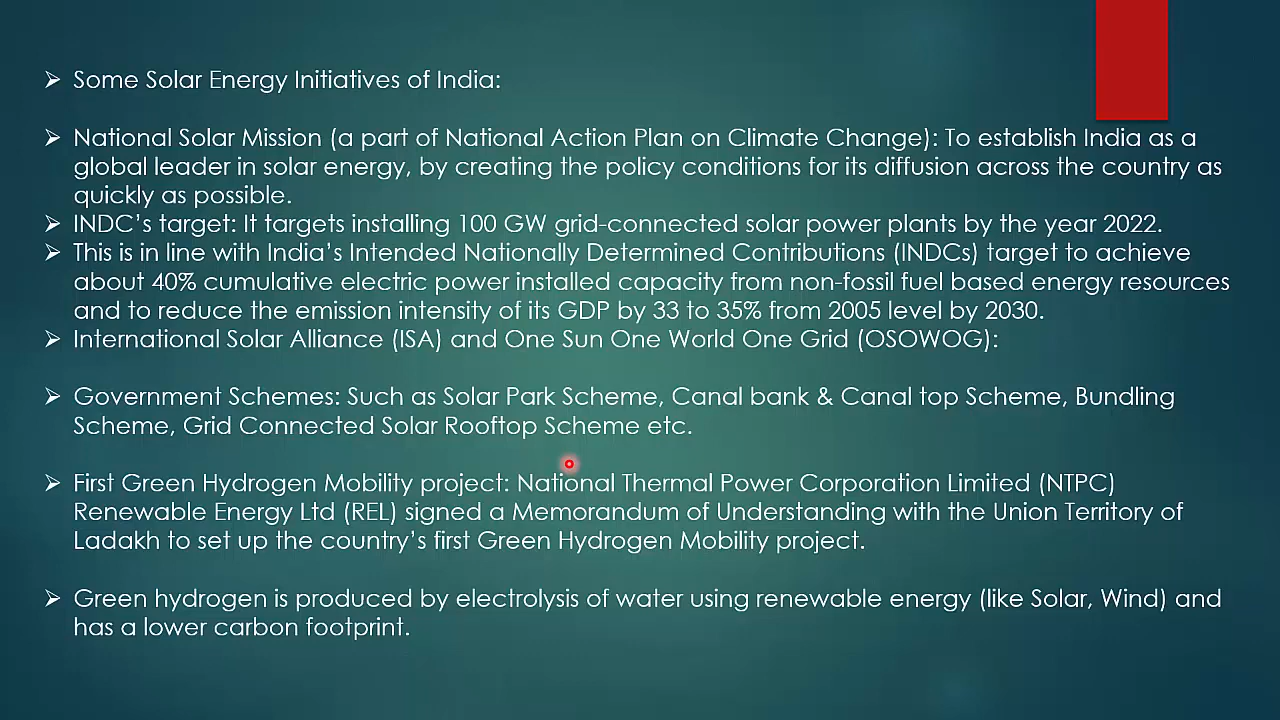 ➢ Some Solar Energy Initiatives of India:
➢ National Solar Mission (a part of National Action Plan on Climate Change): To establish India as a
global leader in solar energy, by creating the policy conditions for its diffusion across the country as
quickly as possible.
➢ INDC’s target: It targets installing 100 GW grid-connected solar power plants by the year 2022.
➢ This is in line with India’s Intended Nationally Determined Contributions (INDCs) target to achieve
about 40% cumulative electric power installed capacity from non-fossil fuel based energy resources
and to reduce the emission intensity of its GDP by 33 to 35% from 2005 level by 2030.
➢ International Solar Alliance (ISA) and One Sun One World One Grid (OSOWOG):
➢ Government Schemes: Such as Solar Park Scheme, Canal bank & Canal top Scheme, Bundling
Scheme, Grid Connected Solar Rooftop Scheme etc.
➢ First Green Hydrogen Mobility project: National Thermal Power Corporation Limited (NTPC)
Renewable Energy Ltd (REL) signed a Memorandum of Understanding with the Union Territory of
Ladakh to set up the country’s first Green Hydrogen Mobility project.
➢ Green hydrogen is produced by electrolysis of water using renewable energy (like Solar, Wind) and
has a lower carbon footprint.